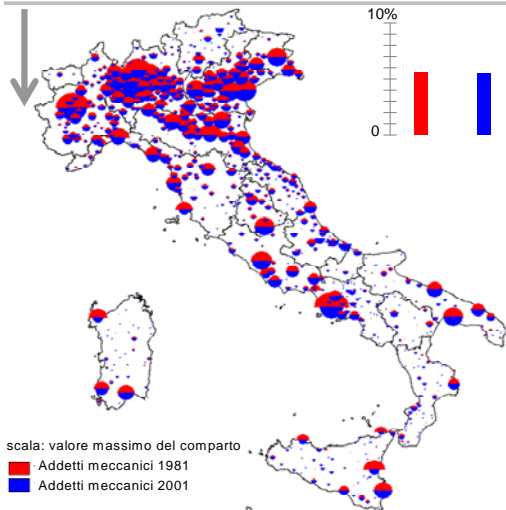 10%
0
scala: valore massimo del comparto
Addetti meccanici 1981
Addetti meccanici 2001